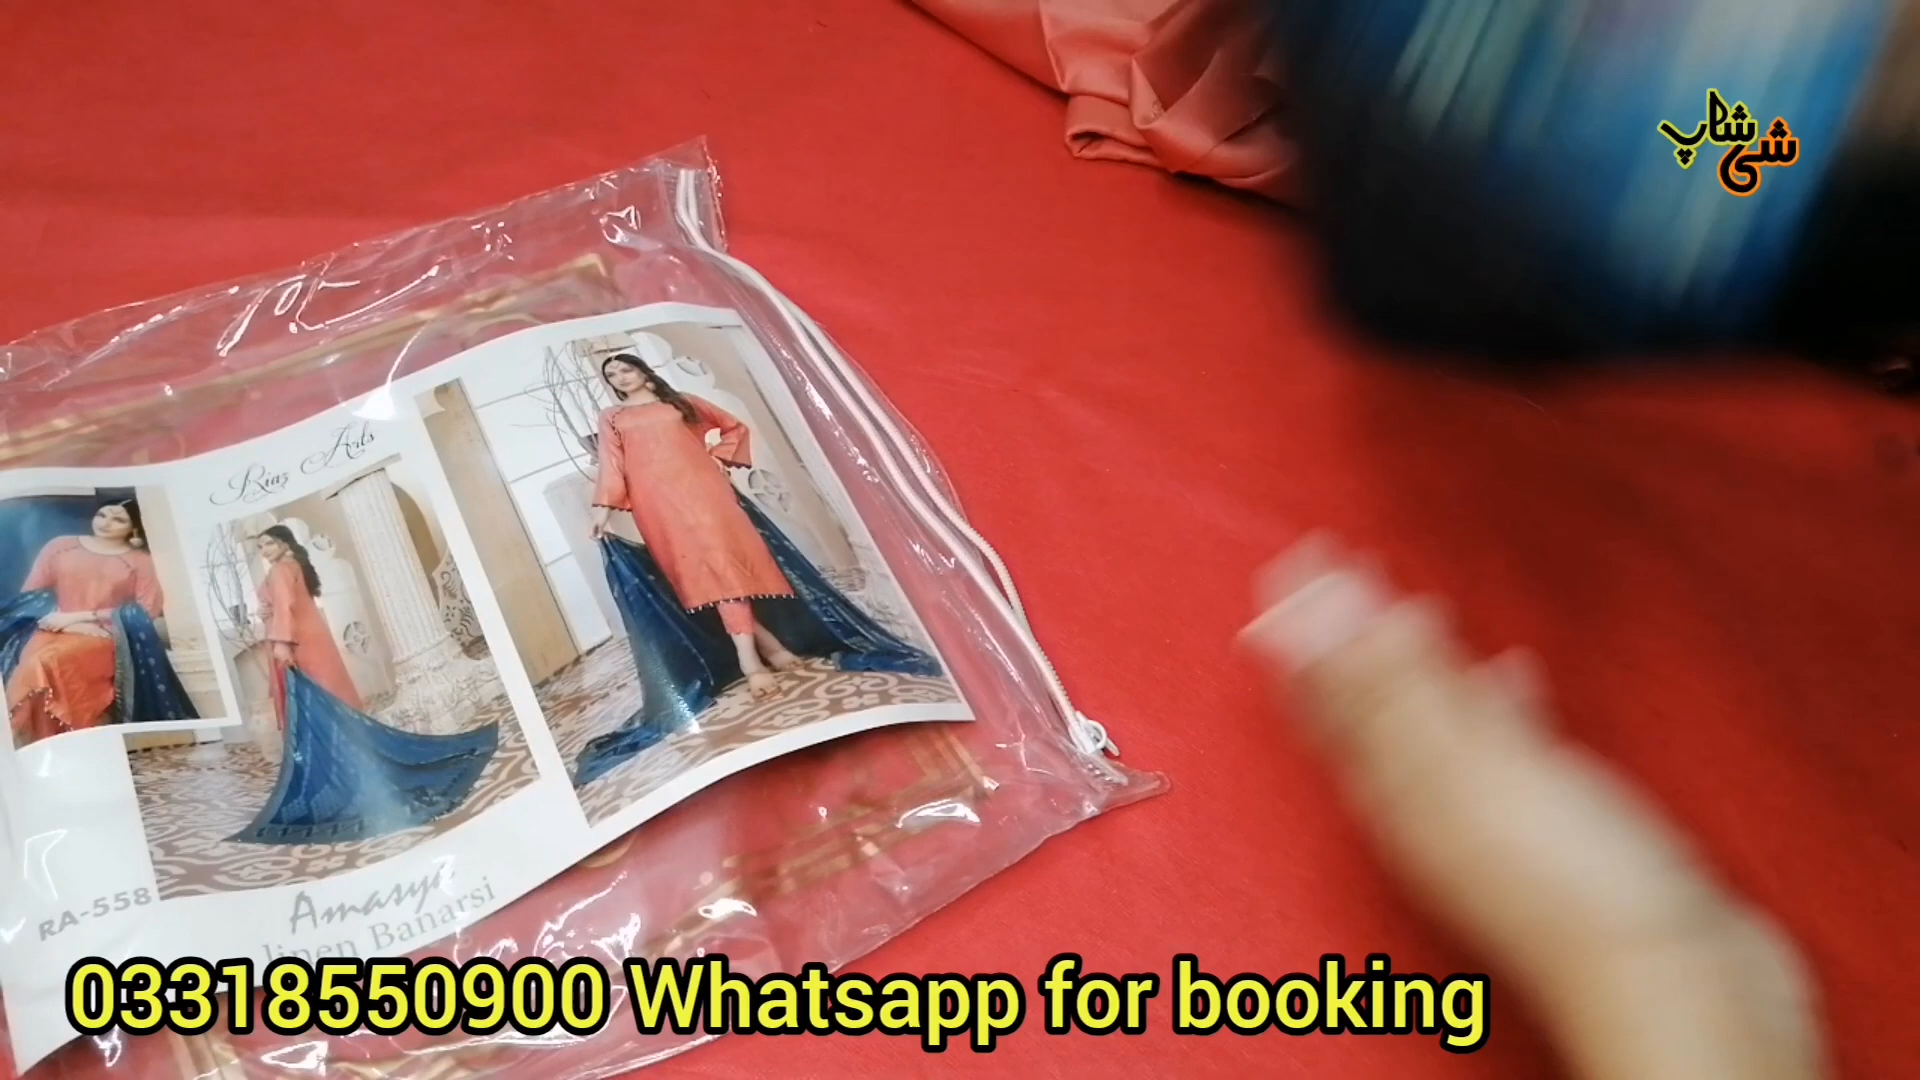 شی شاپ
Riaz Arts
RA-558
Amasya
linen Banarsi
03318550900 Whatsapp for booking